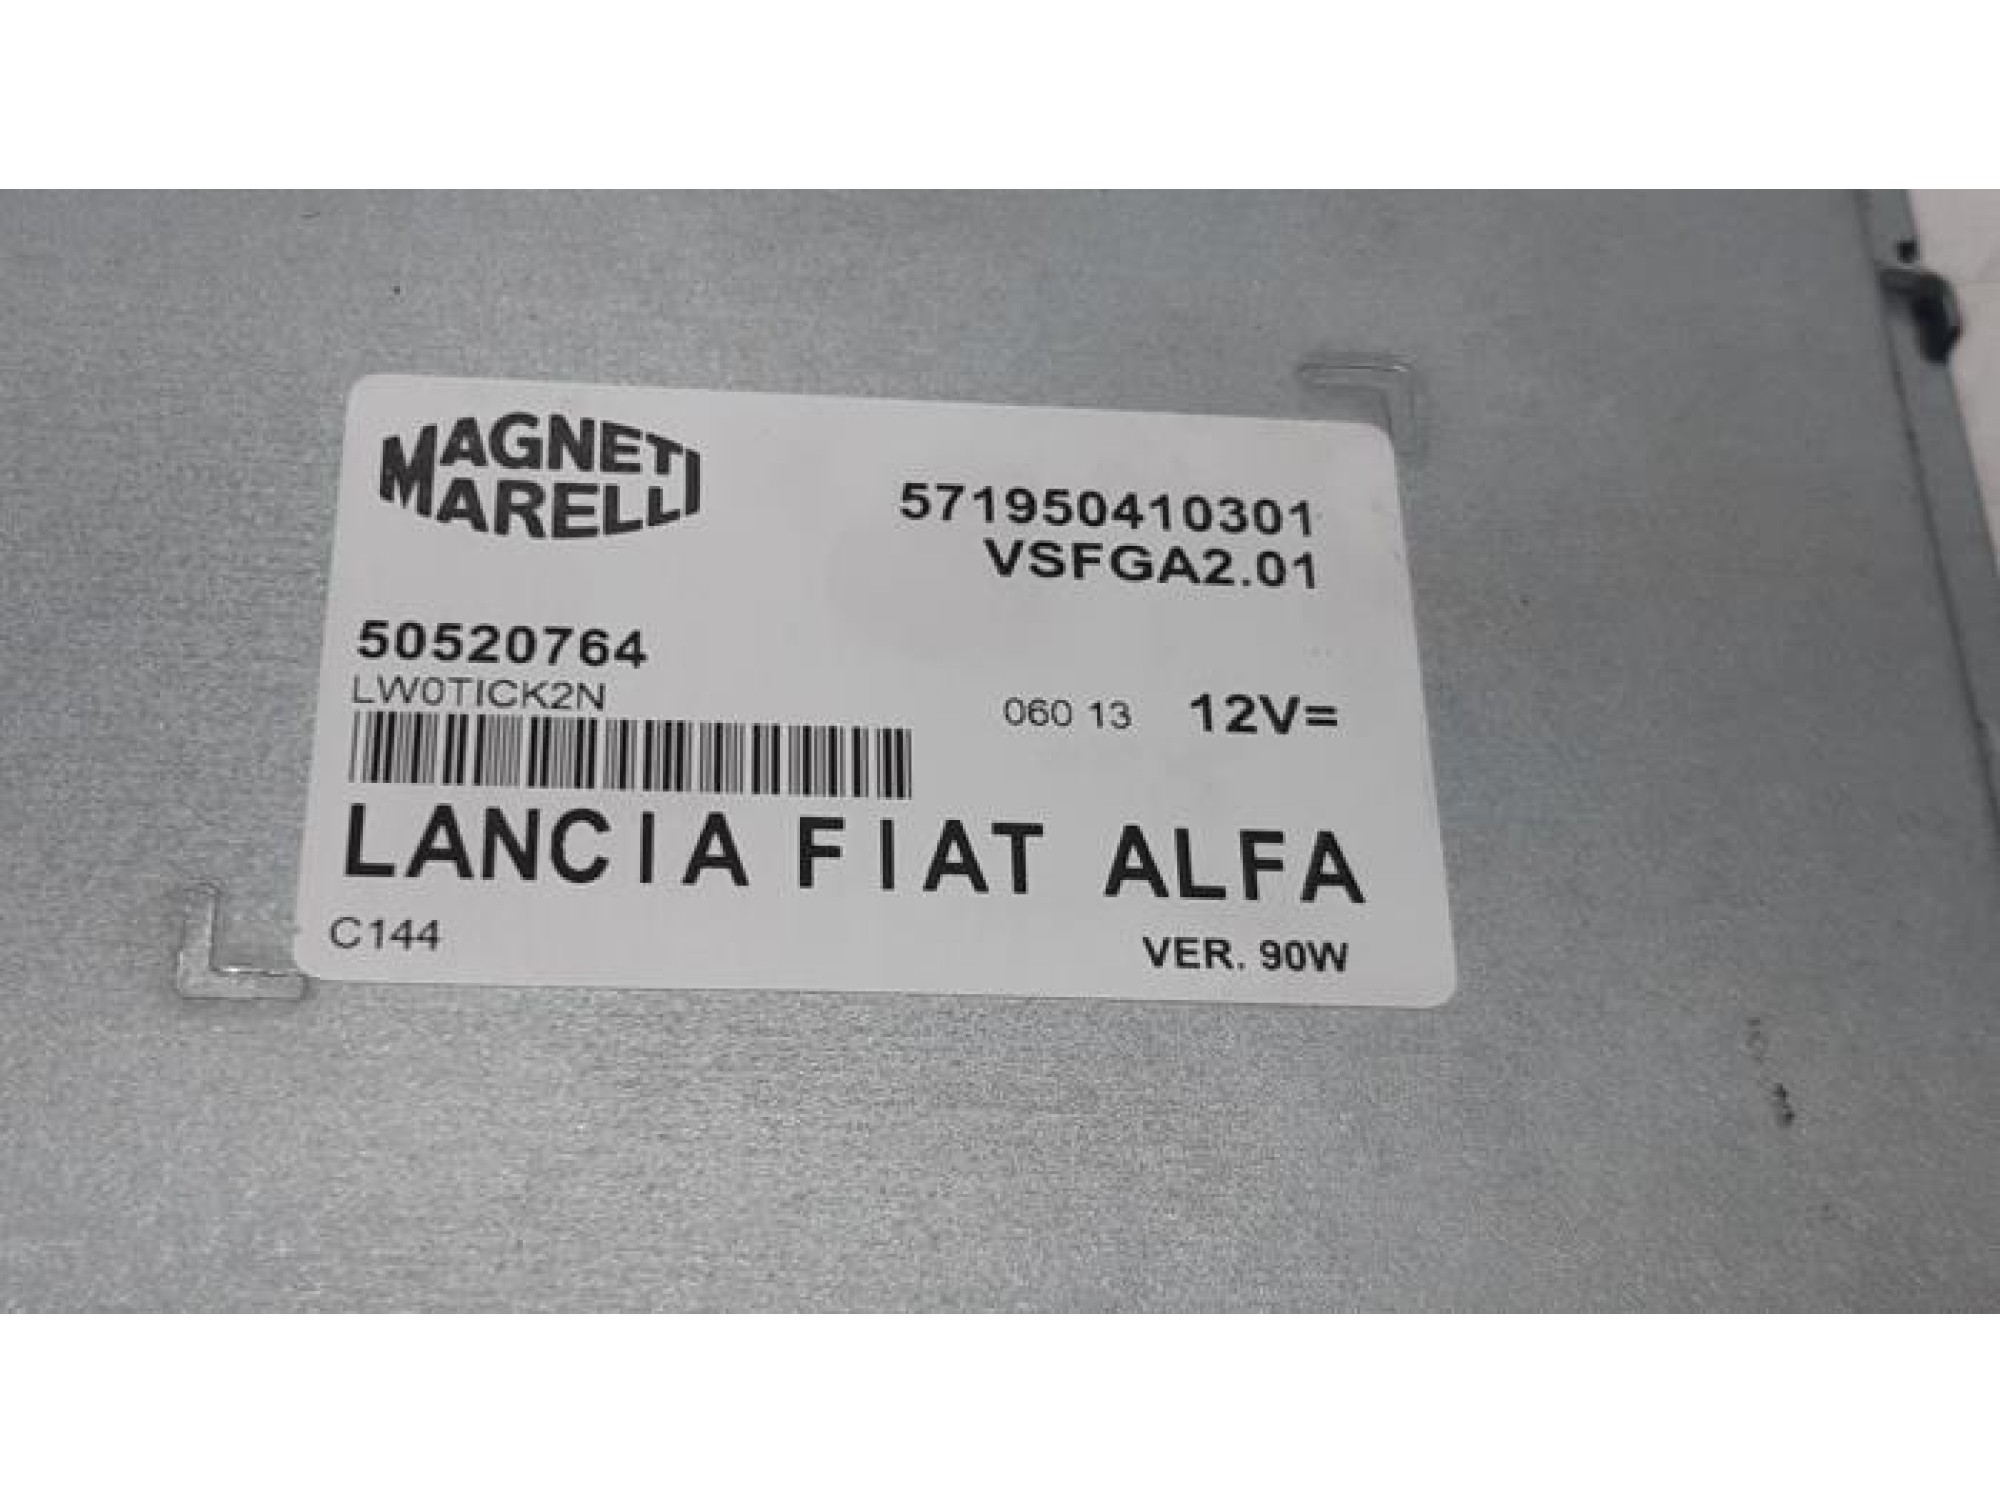 MAGNETI
MARELLI
571950410301
VSFGA2.01
50520764
LW0TICK2N
060 13 12V=
LANCIA FIAT ALFA
C144 VER. 90W